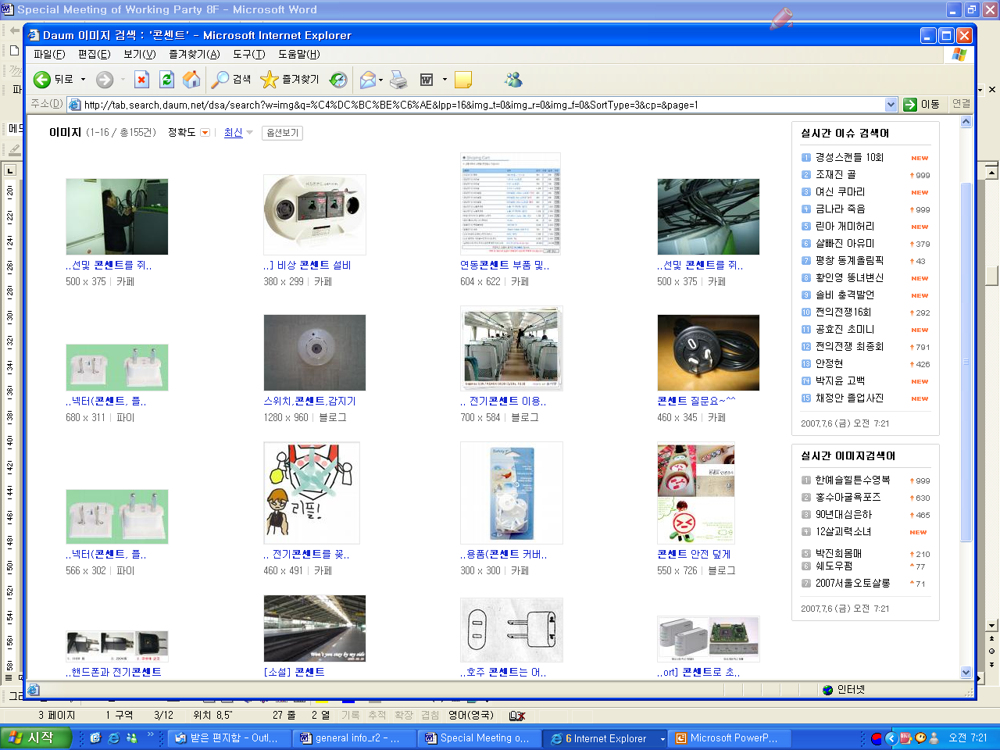 Special Meeting of Working Party 8F - Microsoft Word
Daum 이미지 검색 : '콘센트' - Microsoft Internet Explorer
파일(F) 편집(E) 보기(V) 즐겨찾기(A) 도구(T) 도움말(H)
뒤로 검색 즐겨찾기
주소(D) http://tab.search.daum.net/dsa/search?w=img&q=%C4%DC%BC%BE%C6%AE&lpp=16&img_t=0&img_r=0&img_f=0&SortType=3&cp=&page=1 이동 연결
이미지 (1-16 / 총155건) 정확도 최신 옵션보기
..선및 콘센트를 쥐..
500 x 375 | 카페
..] 비상 콘센트 설비
380 x 299 | 카페
연동콘센트 부품 및..
604 x 622 | 카페
..선및 콘센트를 쥐..
500 x 375 | 카페
..넥터(콘센트, 플..
680 x 311 | 파이
스위치,콘센트,감지기
1280 x 960 | 블로그
.. 전기콘센트 이용..
700 x 584 | 블로그
콘센트 질문요~^^
460 x 345 | 카페
..넥터(콘센트, 플..
566 x 302 | 파이
리플!
.. 전기콘센트를 꽂..
460 x 491 | 카페
..용품(콘센트 커버..
300 x 300 | 카페
콘센트 안전 덮게
550 x 726 | 블로그
..핸드폰과 전기콘센트
Won't you stay by my side
[소설] 콘센트
..호주 콘센트는 머..
..ort] 콘센트로 초..
실시간 이슈 검색어
1 경성스캔들 10회 NEW
2 조재진 골 999
3 여신 쿠마리 NEW
4 금나라 죽음 999
5 로마 개미허리 NEW
6 살빠진 아유미 379
7 평창 동계올림픽 43
8 황인영 뚱녀변신 NEW
9 솔비 충격발언 NEW
10 쩐의전쟁16회 292
11 공효진 초미니 NEW
12 쩐의전쟁 최종회 791
13 안정현 426
14 박지윤 고백 NEW
15 채정안 졸업사진 NEW
2007.7.6 (금) 오전 7:21
실시간 이미지검색어
1 한예슬힐튼수영복 999
2 홍수아굴욕포즈 630
3 90년대심은하 465
4 12살괴력소녀 NEW
5 박진희몸매 210
6 쉐도우펌 77
7 2007서울오토살롱 71
2007.7.6 (금) 오전 7:21
인터넷
3 페이지 1 구역 3/12 위치 8,5" 27 줄 2 열 기록 추적 확장 겹침 영어(영국)
시작 받은 편지함 - Outl... general info_r2 - ... Special Meeting o... 6 Internet Explorer Microsoft PowerP... 오전 7:21